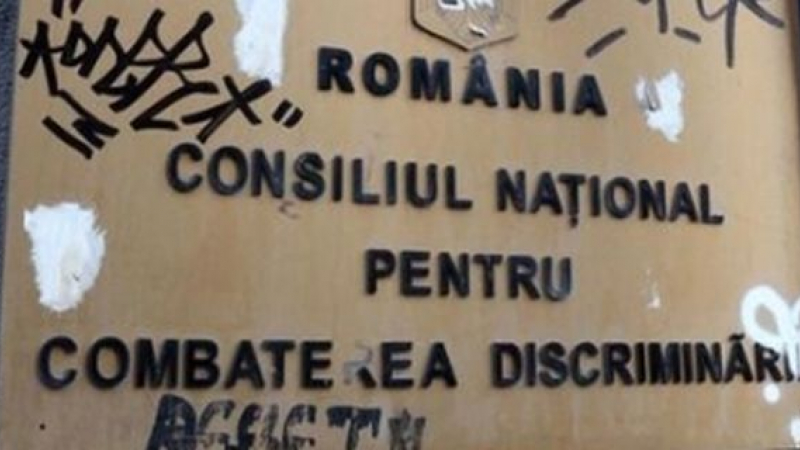 ROMÂNIA
CONSILIUL NAȚIONAL
PENTRU
COMBATEREA DISCRIMINĂRII